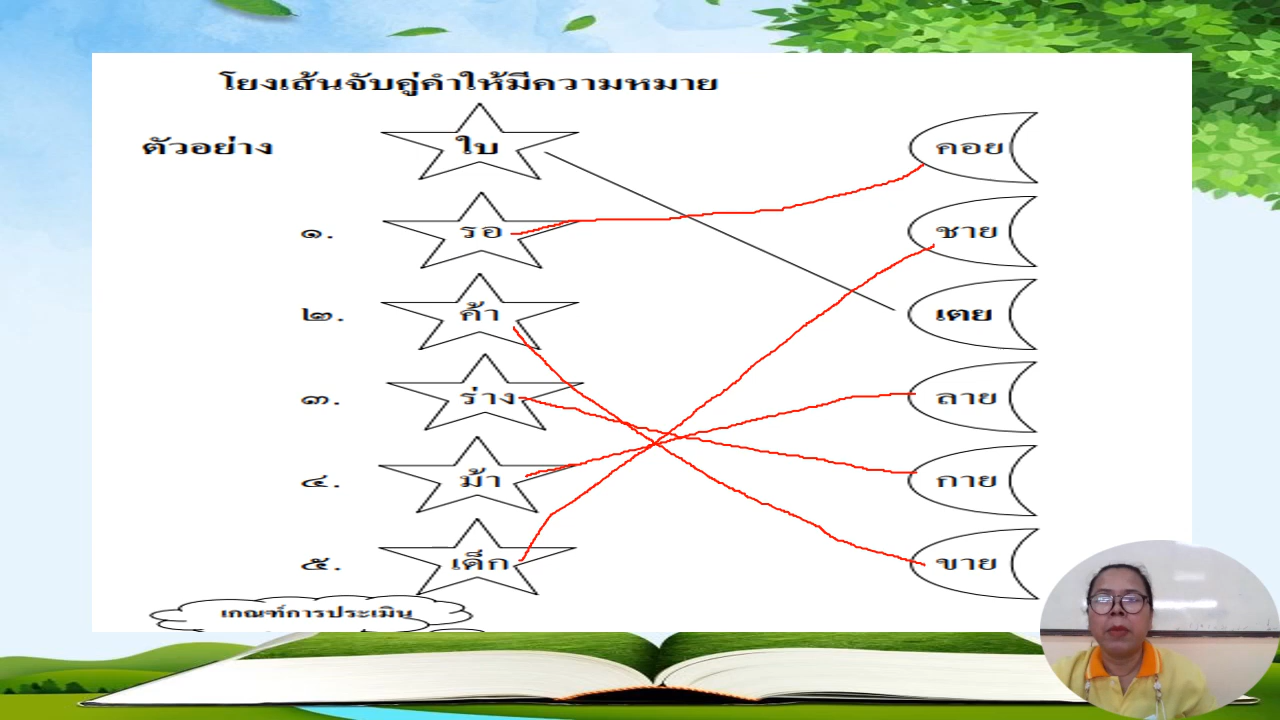 โยงเส้นจับคู่คำให้มีความหมาย
ตัวอย่าง ใบ คอย
๑. รอ ชาย
๒. ค้า เตย
๓. ร่าง ลาย
๔. ม้า กาย
๕. เด็ก ขาย
เกณฑ์การประเมิน